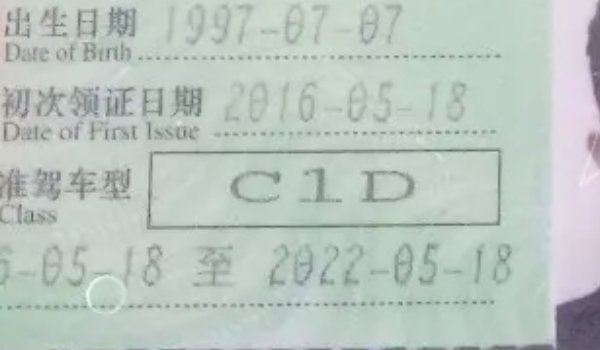 出生日期 1997-07-07
Date of Birth
初次领证日期 2016-05-18
Date of First Issue
准驾车型 C1D
Class
6-05-18 至 2022-05-18